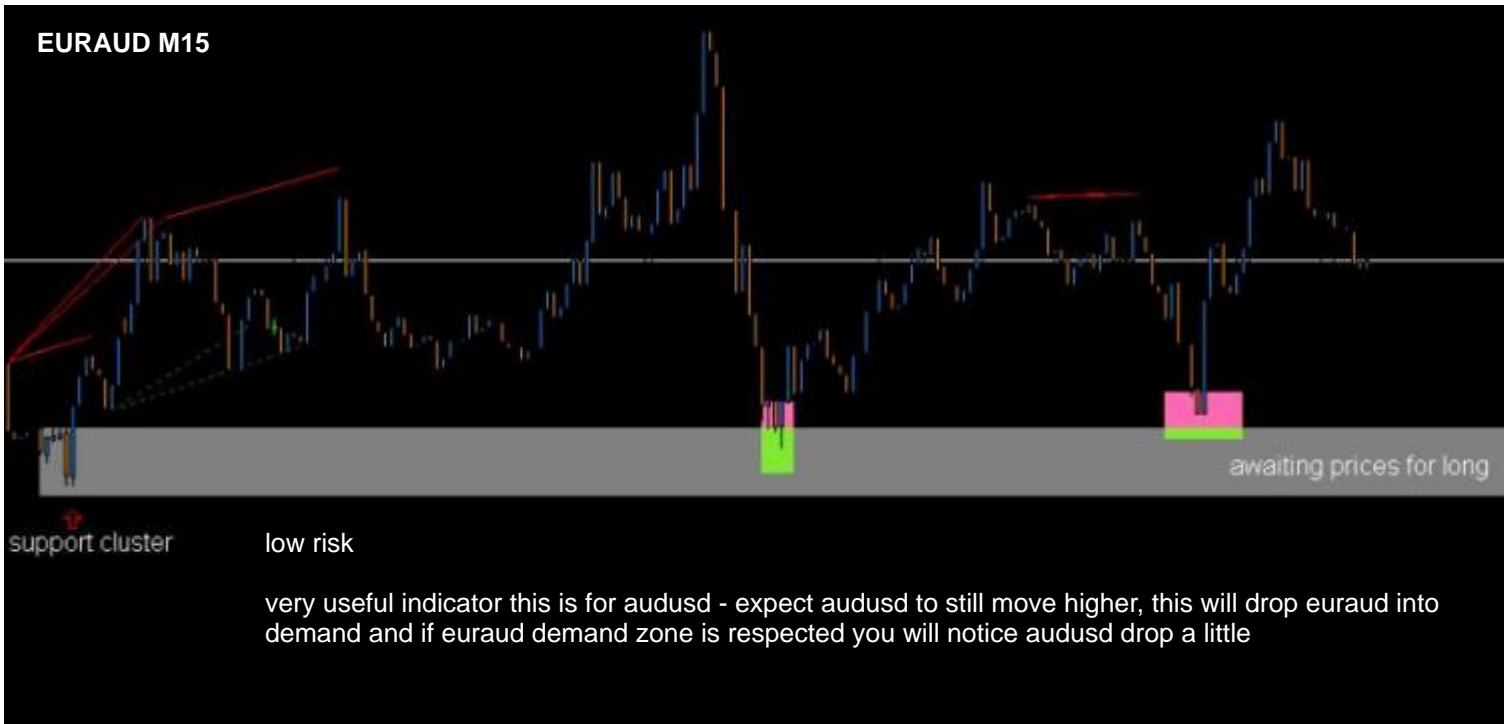 EURAUD M15
awaiting prices for long
support cluster
low risk
very useful indicator this is for audusd - expect audusd to still move higher, this will drop euraud into
demand and if euraud demand zone is respected you will notice audusd drop a little